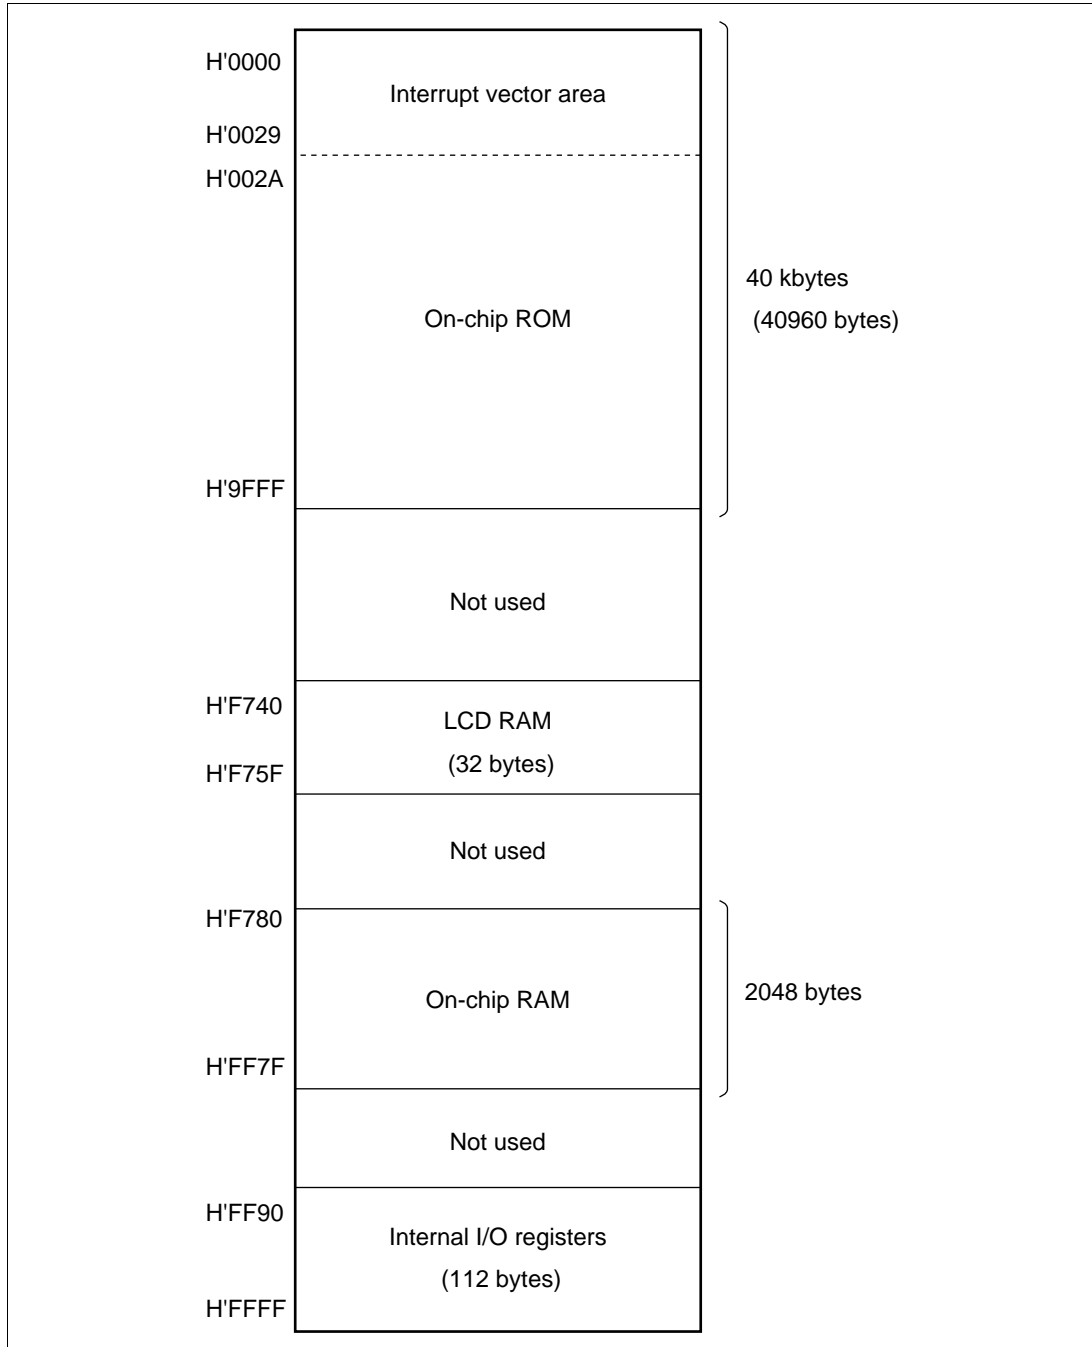 H'0000
Interrupt vector area
H'0029
H'002A
40 kbytes
(40960 bytes)
On-chip ROM
H'9FFF
Not used
H'F740
LCD RAM
(32 bytes)
H'F75F
Not used
H'F780
On-chip RAM
2048 bytes
H'FF7F
Not used
H'FF90
Internal I/O registers
(112 bytes)
H'FFFF